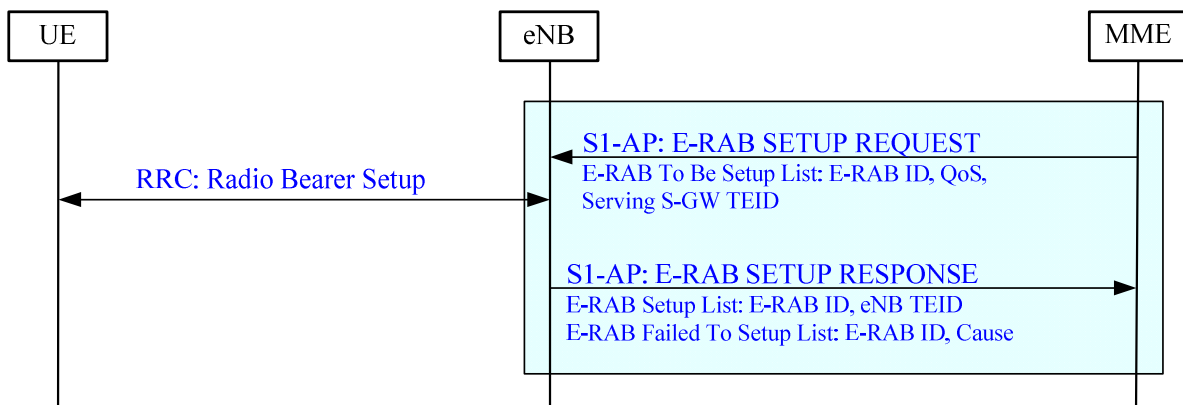 UE
eNB
MME
S1-AP: E-RAB SETUP REQUEST
E-RAB To Be Setup List: E-RAB ID, QoS,
Serving S-GW TEID
RRC: Radio Bearer Setup
S1-AP: E-RAB SETUP RESPONSE
E-RAB Setup List: E-RAB ID, eNB TEID
E-RAB Failed To Setup List: E-RAB ID, Cause